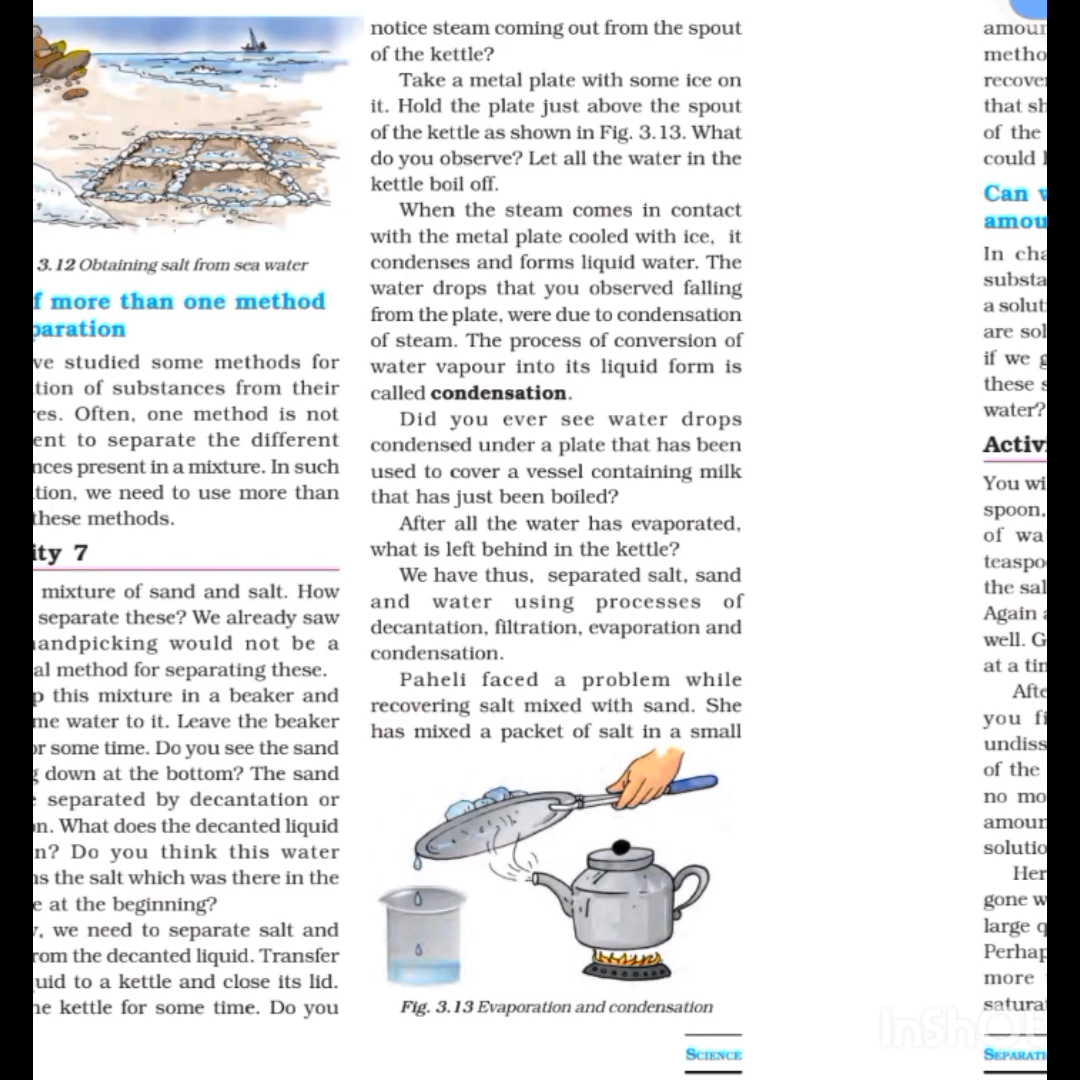 3.12 Obtaining salt from sea water
f more than one method
paration
ve studied some methods for
tion of substances from their
res. Often, one method is not
ent to separate the different
nces present in a mixture. In such
tion, we need to use more than
these methods.
ity 7
mixture of sand and salt. How
separate these? We already saw
andpicking would not be a
al method for separating these.
p this mixture in a beaker and
me water to it. Leave the beaker
or some time. Do you see the sand
g down at the bottom? The sand
e separated by decantation or
n. What does the decanted liquid
n? Do you think this water
ns the salt which was there in the
e at the beginning?
, we need to separate salt and
rom the decanted liquid. Transfer
uid to a kettle and close its lid.
he kettle for some time. Do you
notice steam coming out from the spout
of the kettle?
Take a metal plate with some ice on
it. Hold the plate just above the spout
of the kettle as shown in Fig. 3.13. What
do you observe? Let all the water in the
kettle boil off.
When the steam comes in contact
with the metal plate cooled with ice, it
condenses and forms liquid water. The
water drops that you observed falling
from the plate, were due to condensation
of steam. The process of conversion of
water vapour into its liquid form is
called condensation.
Did you ever see water drops
condensed under a plate that has been
used to cover a vessel containing milk
that has just been boiled?
After all the water has evaporated,
what is left behind in the kettle?
We have thus, separated salt, sand
and water using processes of
decantation, filtration, evaporation and
condensation.
Paheli faced a problem while
recovering salt mixed with sand. She
has mixed a packet of salt in a small
Fig. 3.13 Evaporation and condensation
SCIENCE
amour
metho
recover
that sh
of the
could
Can
amou
In cha
substa
a solut
are sol
if we g
these s
water?
Activ
You wi
spoon,
of wa
teaspo
the sal
Again a
well. G
at a tin
Afte
you fi
undiss
of the
no mo
amour
solutio
Her
gone w
large q
Perhap
more
satura
SEPARATI
InSh